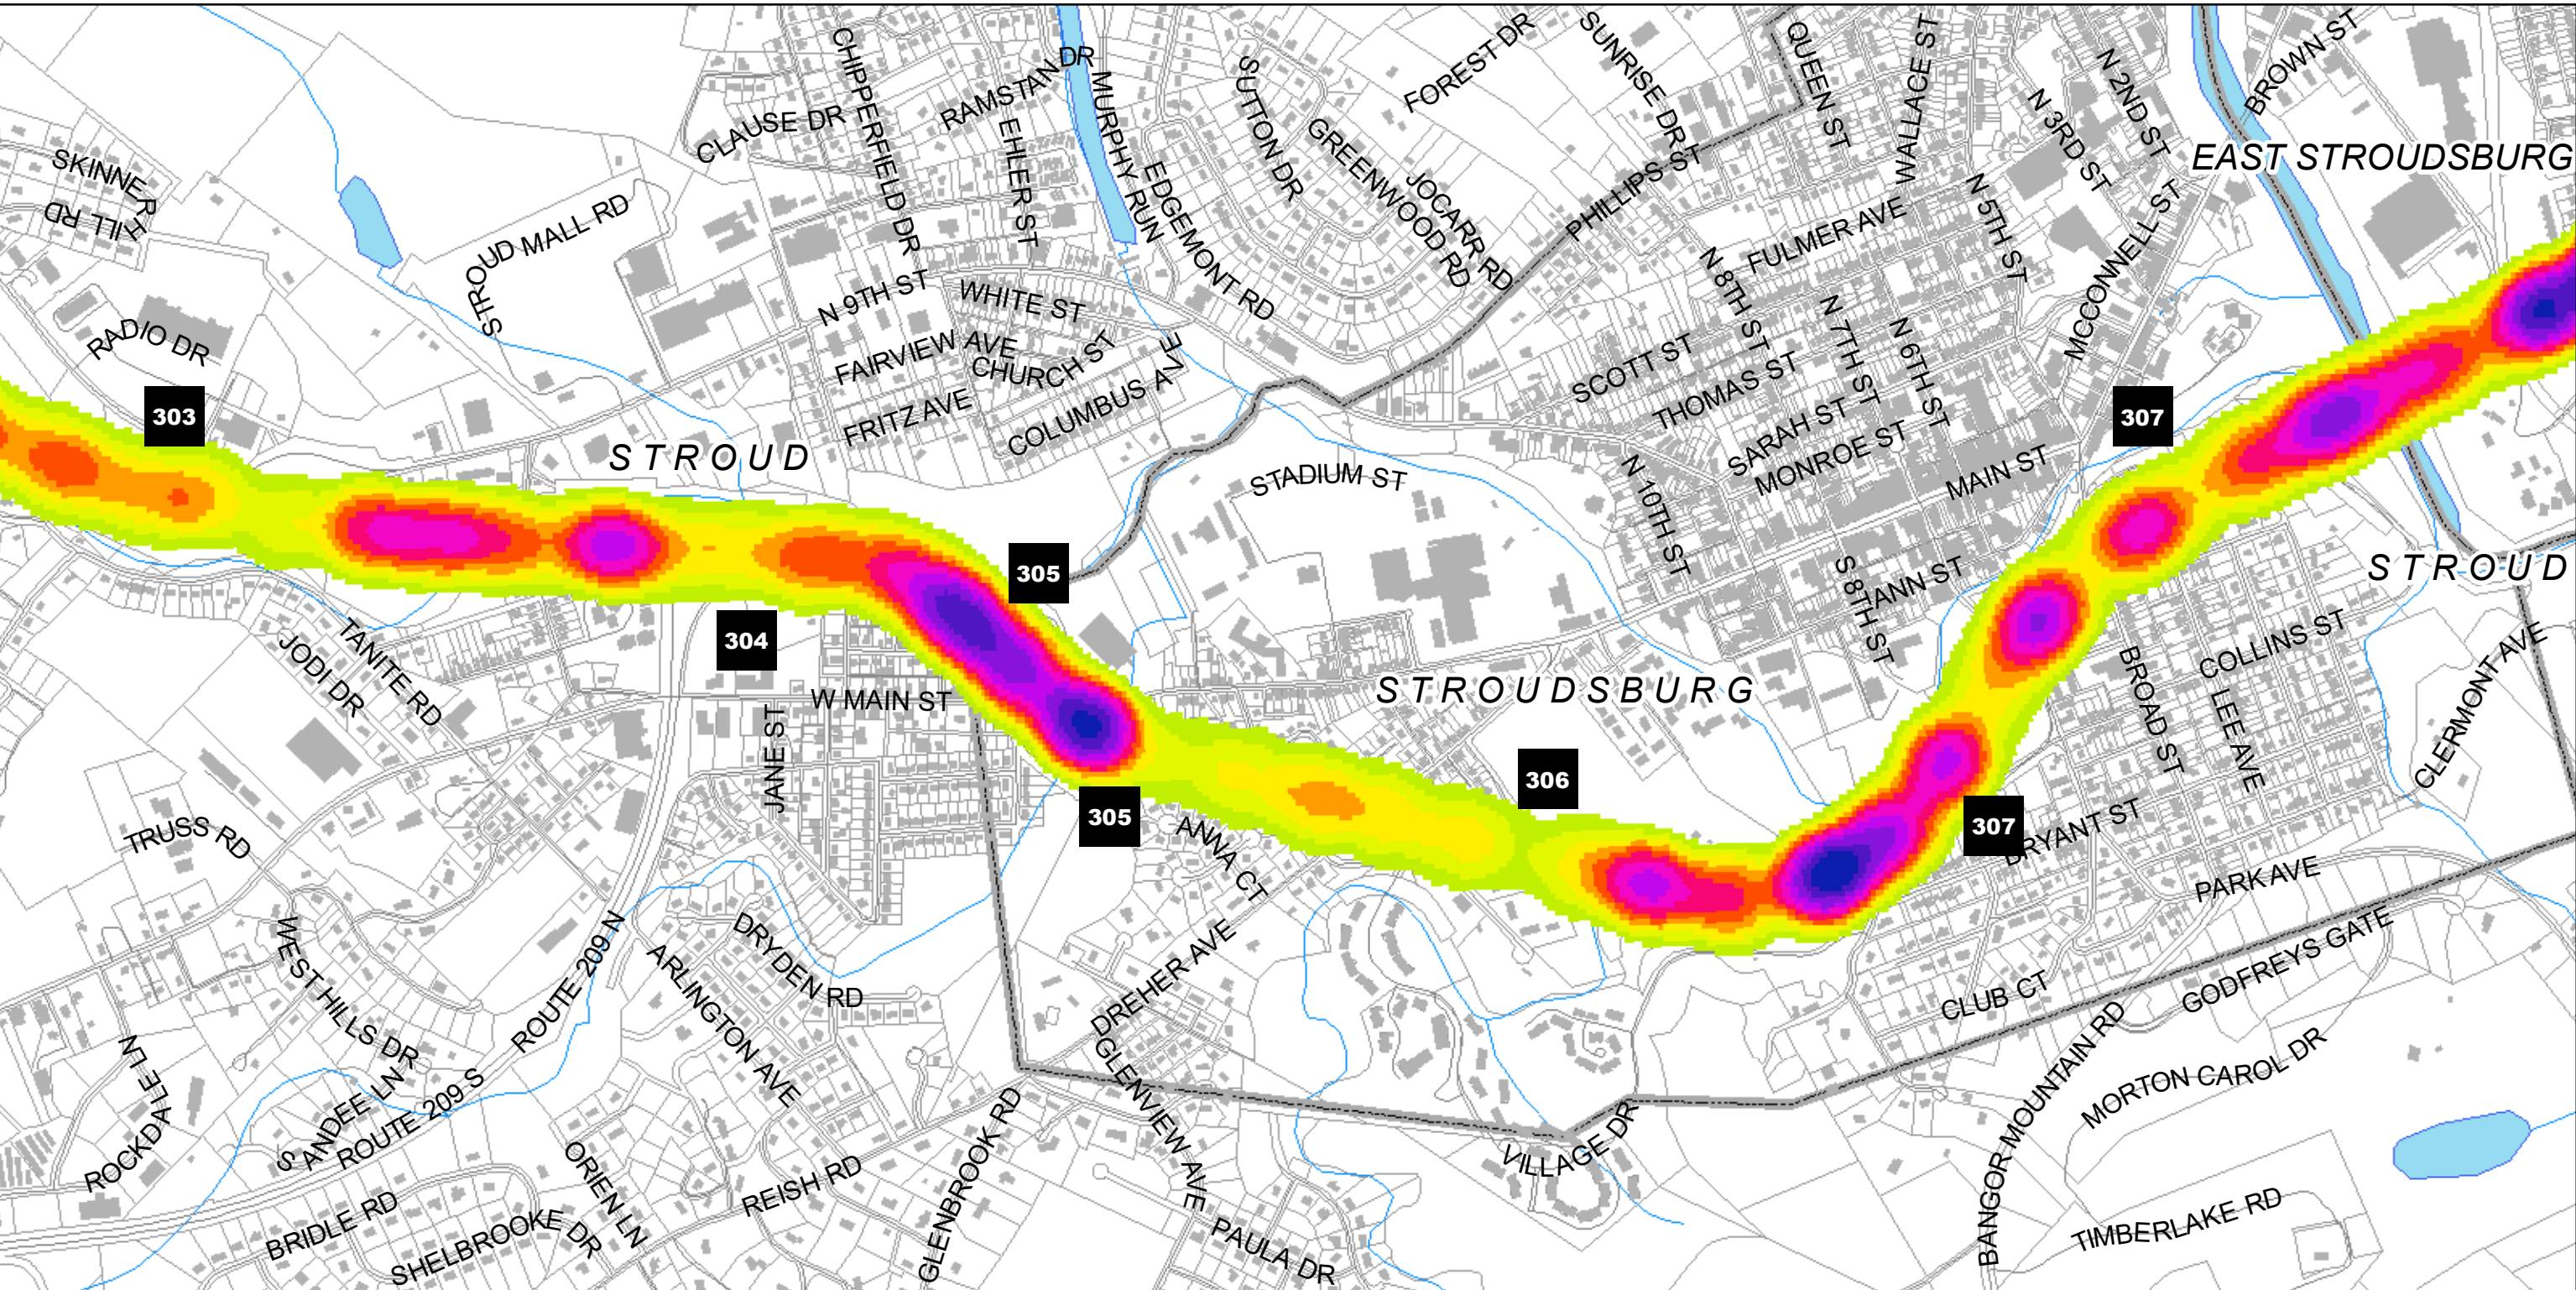 CHIPPERFIELD DR
CLAUSE DR
RAMSTAN DR
EHLER ST
MURPHY RUN
EDGEMONT RD
SUTTON DR
GREENWOOD RD
JOCARR RD
FOREST DR
SUNRISE DR
PHILLIPS ST
QUEEN ST
WALLACE ST
N 2ND ST
N 3RD ST
N 5TH ST
BROWN ST
EAST STROUDSBURG
MCCONNELL ST
SKINNER
HILL RD
STROUD MALL RD
RADIO DR
N 9TH ST
WHITE ST
FAIRVIEW AVE
CHURCH ST
FRITZ AVE
COLUMBUS AVE
FULMER AVE
N 8TH ST
N 7TH ST
N 6TH ST
SCOTT ST
THOMAS ST
SARAH ST
MONROE ST
MAIN ST
N 10TH ST
303
307
STROUD
STADIUM ST
305
STROUD
304
ANN ST
S 8TH ST
TANITE RD
JODI DR
W MAIN ST
JANE ST
STROUDSBURG
COLLINS ST
BROAD ST
LEE AVE
CLERMONT AVE
306
305
307
BRYANT ST
ANNA CT
TRUSS RD
PARK AVE
GODFREYS GATE
WEST HILLS DR
ROUTE 209 N
ARLINGTON AVE
DRYDEN RD
DREHER AVE
CLUB CT
ROCKDALE LN
SANDEE LN
ROUTE 209 S
GLENVIEW AVE
BANGOR MOUNTAIN RD
MORTON CAROL DR
VILLAGE DR
BRIDLE RD
SHELBROOKE DR
ORIEN LN
REISH RD
GLENBROOK RD
PAULA DR
TIMBERLAKE RD